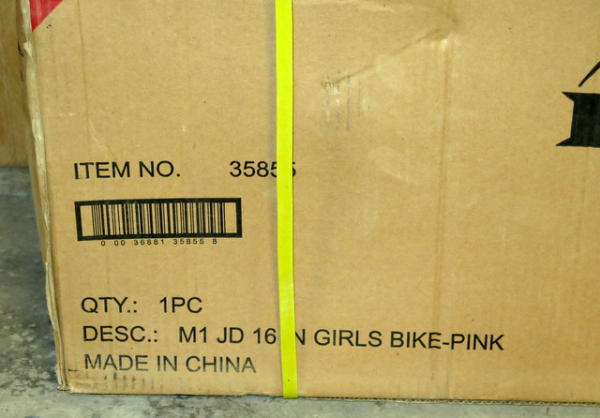 ITEM NO. 35855
0 00 36881 35855 8
QTY.: 1PC
DESC.: M1 JD 16 N GIRLS BIKE-PINK
MADE IN CHINA